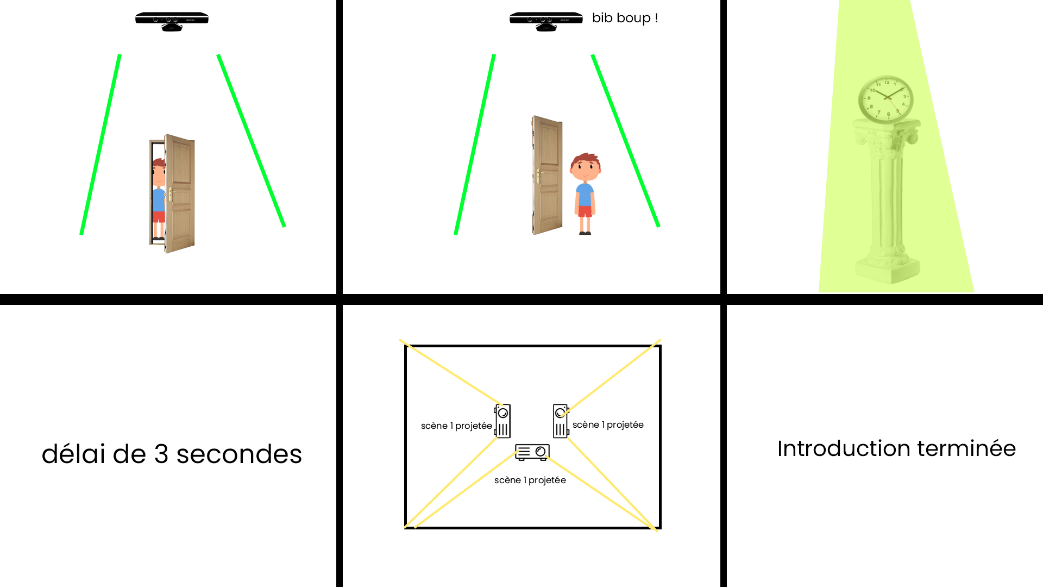 bib boup !
délai de 3 secondes
scène 1 projetée
scène 1 projetée
scène 1 projetée
Introduction terminée